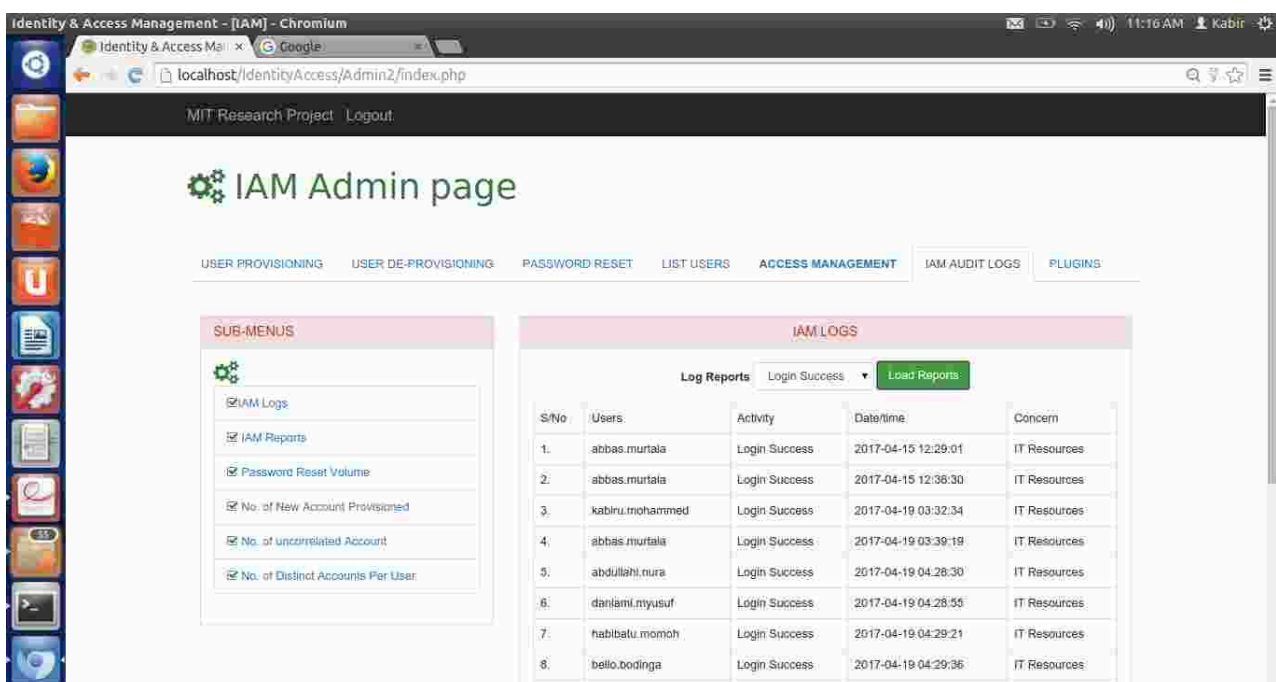 Identity & Access Management - [IAM] - Chromium 11:16 AM Kabir
Identity & Access Ma × Google ×
localhost/IdentityAccess/Admin2/index.php
MIT Research Project Logout
IAM Admin page
USER PROVISIONING USER DE-PROVISIONING PASSWORD RESET LIST USERS ACCESS MANAGEMENT IAM AUDIT LOGS PLUGINS
SUB-MENUS
IAM Logs
IAM Reports
Password Reset Volume
No. of New Account Provisioned
No. of uncorrelated Account
No. of Distinct Accounts Per User
IAM LOGS
Log Reports Login Success Load Reports
S/No Users Activity Date/time Concern
1. abbas.murtala Login Success 2017-04-15 12:29:01 IT Resources
2. abbas.murtala Login Success 2017-04-15 12:36:30 IT Resources
3. kabiru.mohammed Login Success 2017-04-19 03:32:34 IT Resources
4. abbas.murtala Login Success 2017-04-19 03:39:19 IT Resources
5. abdullahi.nura Login Success 2017-04-19 04:28:30 IT Resources
6. danlami.myusuf Login Success 2017-04-19 04:28:55 IT Resources
7. habibatu.momoh Login Success 2017-04-19 04:29:21 IT Resources
8. bello.bodinga Login Success 2017-04-19 04:29:36 IT Resources
55